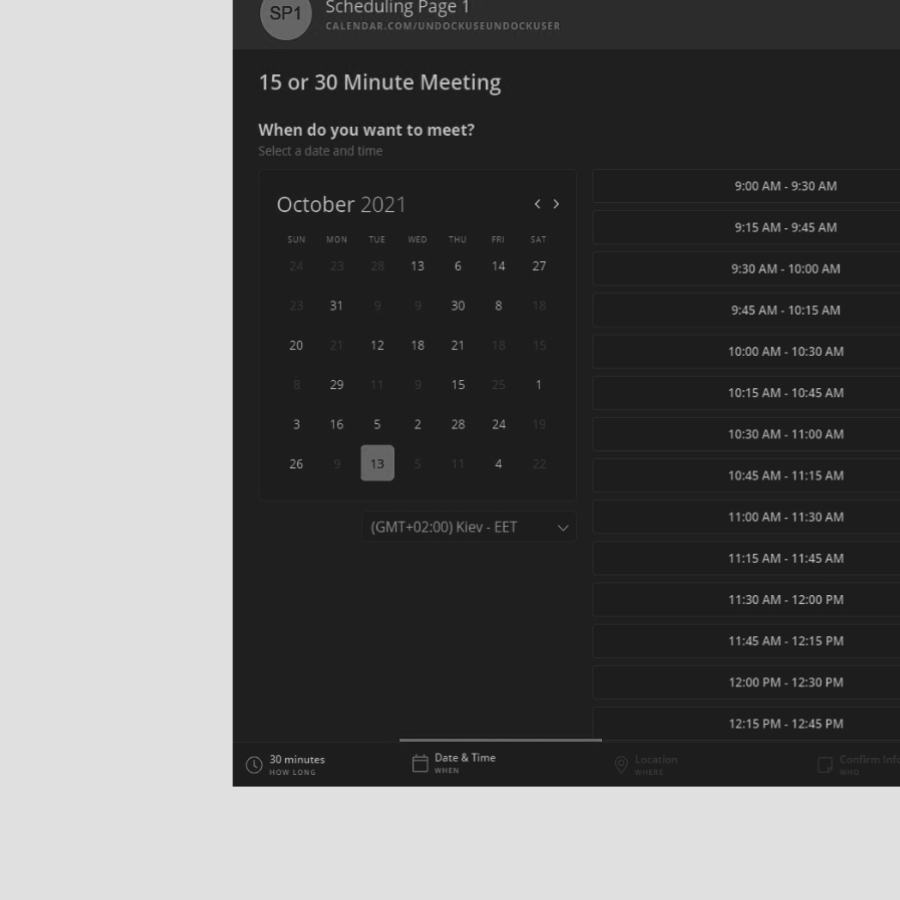 SP1
Scheduling Page 1
CALENDAR.COM/UNDOCKUSEUNDOCKUSER
15 or 30 Minute Meeting
When do you want to meet?
Select a date and time
October 2021
SUN MON TUE WED THU FRI SAT
24 23 28 13 6 14 27
23 31 9 9 30 8 18
20 21 12 18 21 18 15
8 29 11 9 15 25 1
3 16 5 2 28 24 19
26 9 13 5 11 4 22
(GMT+02:00) Kiev - EET
9:00 AM - 9:30 AM
9:15 AM - 9:45 AM
9:30 AM - 10:00 AM
9:45 AM - 10:15 AM
10:00 AM - 10:30 AM
10:15 AM - 10:45 AM
10:30 AM - 11:00 AM
10:45 AM - 11:15 AM
11:00 AM - 11:30 AM
11:15 AM - 11:45 AM
11:30 AM - 12:00 PM
11:45 AM - 12:15 PM
12:00 PM - 12:30 PM
12:15 PM - 12:45 PM
30 minutes
HOW LONG
Date & Time
WHEN
Location
WHERE
Confirm Info
WHO